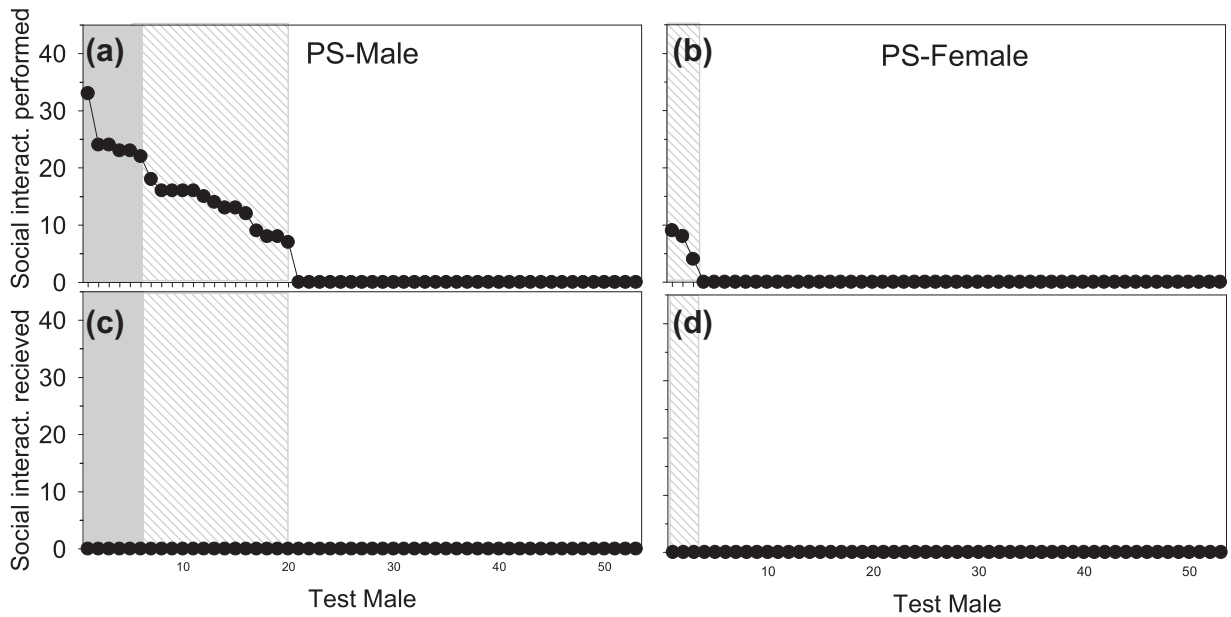 Social interact. performed
(a)
PS-Male
40
30
20
10
0
(b)
PS-Female
Social interact. recieved
(c)
40
30
20
10
0
10 20 30 40 50
Test Male
(d)
10 20 30 40 50
Test Male